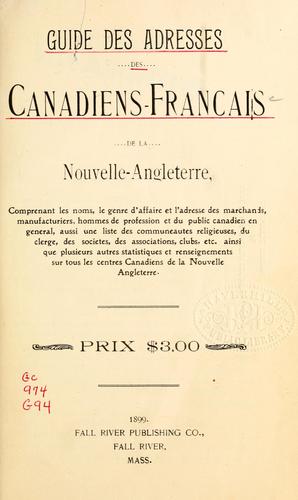 GUIDE DES ADRESSES
....DES....
CANADIENS-FRANCAIS
....DE LA....
NOUVELLE-ANGLETERRE,
Comprenant les noms, le genre d'affaire et l'adresse des marchands,
manufacturiers, hommes de profession et du public canadien en
general, aussi une liste des communeautes religieuses, du
clerge, des societes, des associations, clubs, etc. ainsi
que plusieurs autres statistiques et renseignements
sur tous les centres Canadiens de la Nouvelle
Angleterre.
PRIX $3.00
Gc
974
G94
1899.
FALL RIVER PUBLISHING CO.,
FALL RIVER,
MASS.